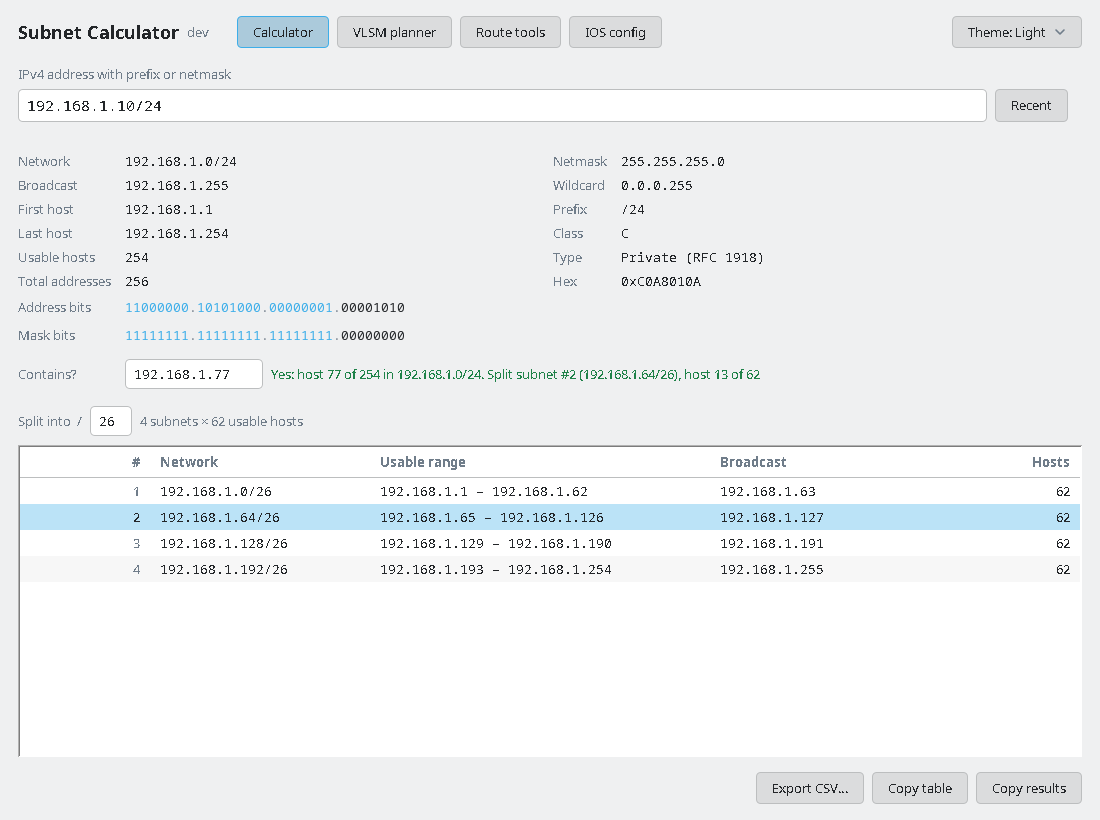 Subnet Calculator dev Calculator VLSM planner Route tools IOS config Theme: Light
IPv4 address with prefix or netmask
192.168.1.10/24 Recent
Network 192.168.1.0/24 Netmask 255.255.255.0
Broadcast 192.168.1.255 Wildcard 0.0.0.255
First host 192.168.1.1 Prefix /24
Last host 192.168.1.254 Class C
Usable hosts 254 Type Private (RFC 1918)
Total addresses 256 Hex 0xC0A8010A
Address bits 11000000.10101000.00000001.00001010
Mask bits 11111111.11111111.11111111.00000000
Contains? 192.168.1.77 Yes: host 77 of 254 in 192.168.1.0/24. Split subnet #2 (192.168.1.64/26), host 13 of 62
Split into / 26 4 subnets × 62 usable hosts
# Network Usable range Broadcast Hosts
1 192.168.1.0/26 192.168.1.1 – 192.168.1.62 192.168.1.63 62
2 192.168.1.64/26 192.168.1.65 – 192.168.1.126 192.168.1.127 62
3 192.168.1.128/26 192.168.1.129 – 192.168.1.190 192.168.1.191 62
4 192.168.1.192/26 192.168.1.193 – 192.168.1.254 192.168.1.255 62
Export CSV... Copy table Copy results